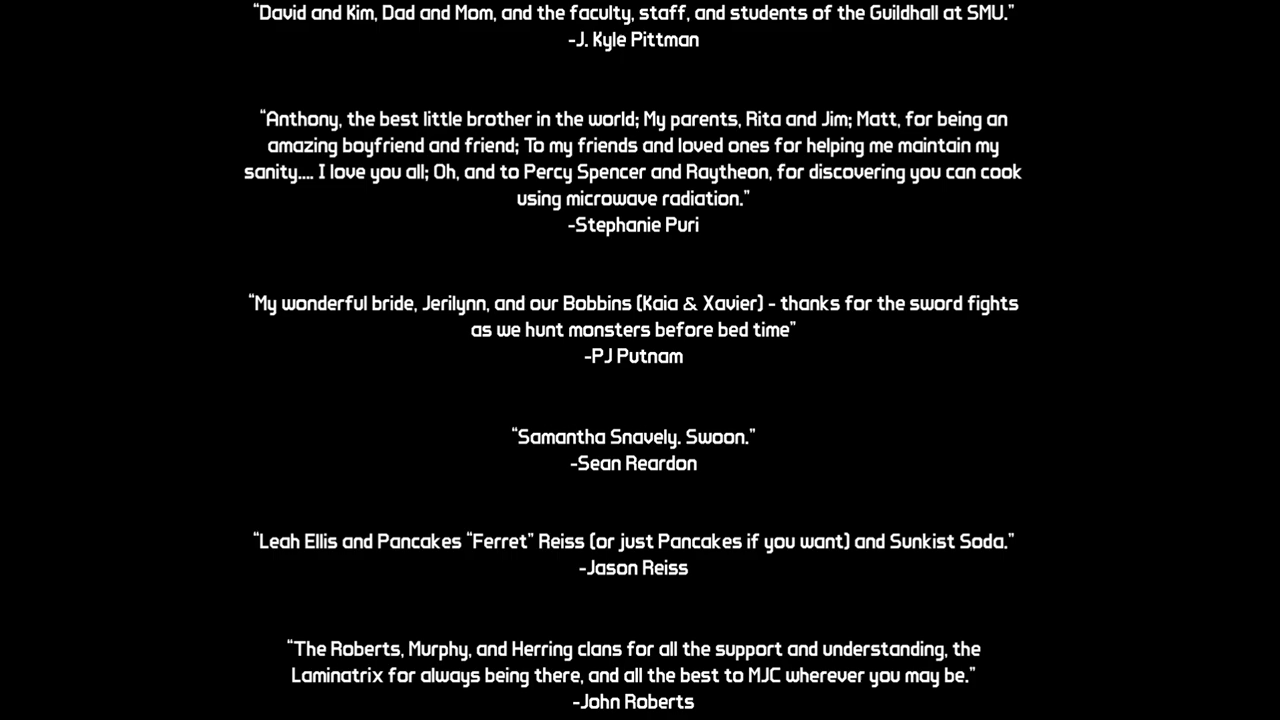 “David and Kim, Dad and Mom, and the faculty, staff, and students of the Guildhall at SMU.”
-J. Kyle Pittman
“Anthony, the best little brother in the world; My parents, Rita and Jim; Matt, for being an
amazing boyfriend and friend; To my friends and loved ones for helping me maintain my
sanity.... I love you all; Oh, and to Percy Spencer and Raytheon, for discovering you can cook
using microwave radiation.”
-Stephanie Puri
“My wonderful bride, Jerilynn, and our Bobbins (Kaia & Xavier) - thanks for the sword fights
as we hunt monsters before bed time”
-PJ Putnam
“Samantha Snavely. Swoon.”
-Sean Reardon
“Leah Ellis and Pancakes “Ferret” Reiss (or just Pancakes if you want) and Sunkist Soda.”
-Jason Reiss
“The Roberts, Murphy, and Herring clans for all the support and understanding, the
Laminatrix for always being there, and all the best to MJC wherever you may be.”
-John Roberts